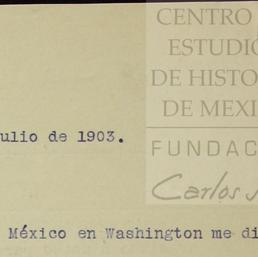 CENTRO
ESTUDIO
DE HISTO
DE MEXI
FUNDAC
Carlos
ulio de 1903.
México en Washington me di